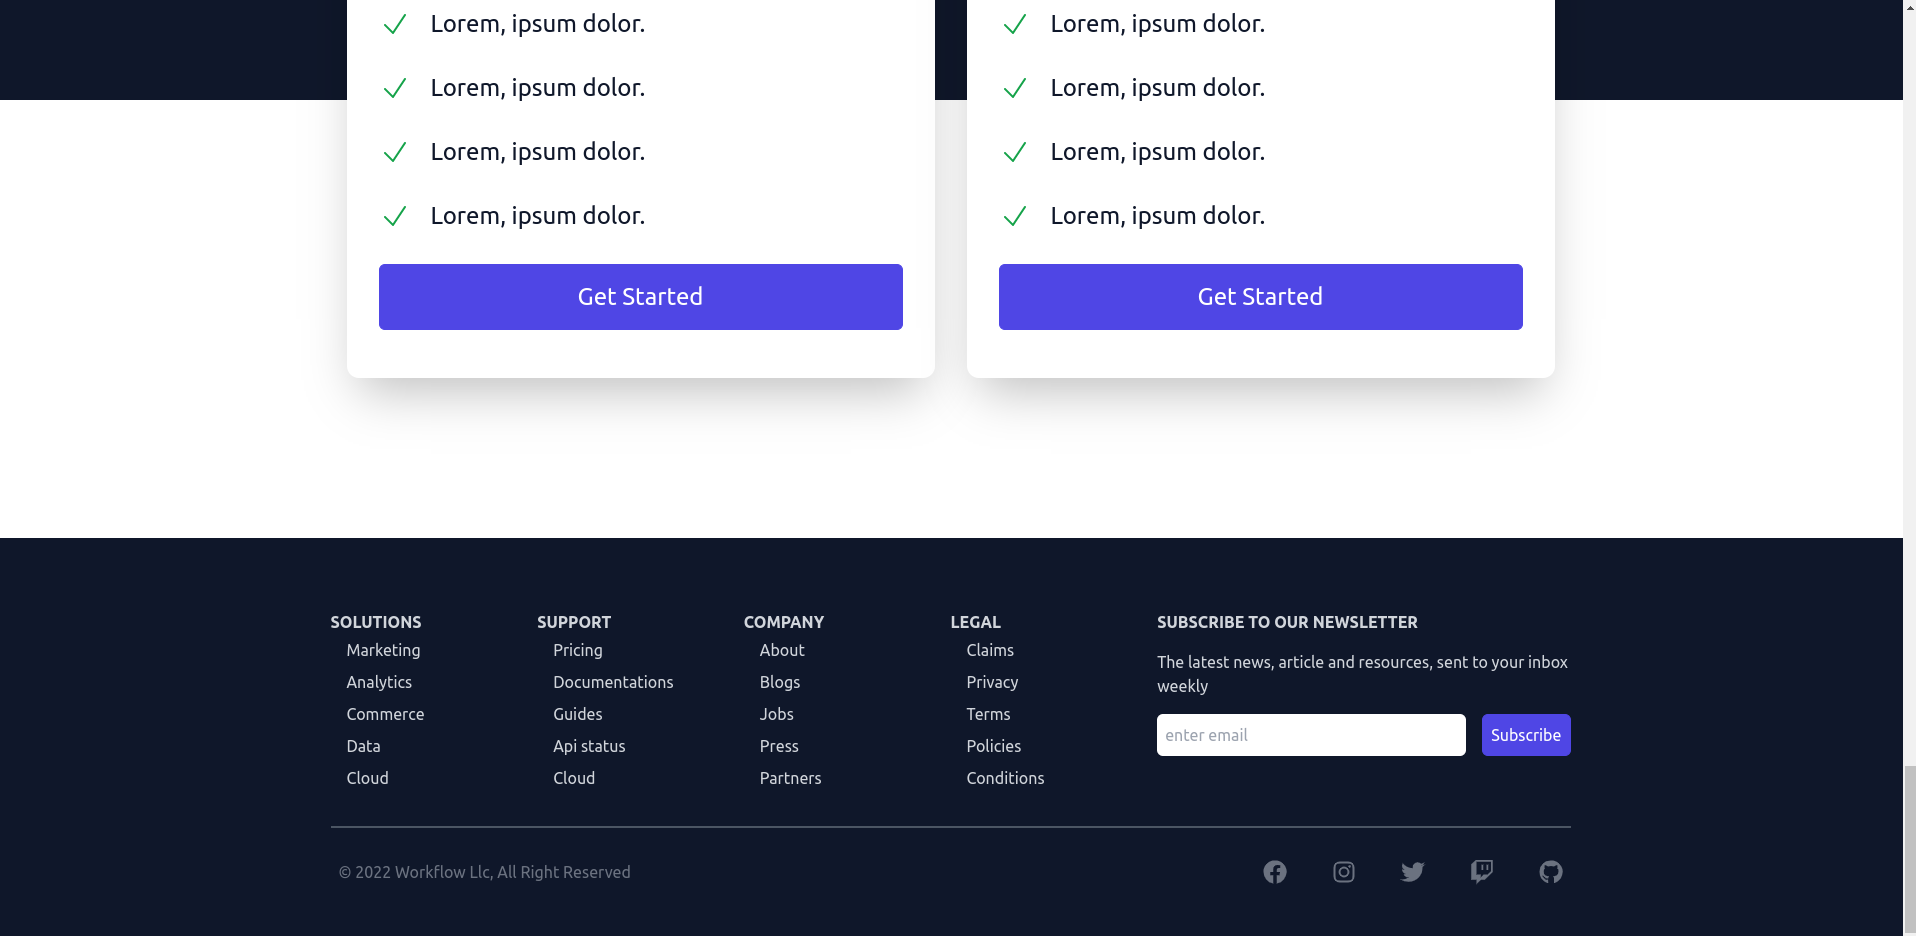 Lorem, ipsum dolor.
Lorem, ipsum dolor.
Lorem, ipsum dolor.
Lorem, ipsum dolor.
Get Started
Lorem, ipsum dolor.
Lorem, ipsum dolor.
Lorem, ipsum dolor.
Lorem, ipsum dolor.
Get Started
SOLUTIONS
Marketing
Analytics
Commerce
Data
Cloud
SUPPORT
Pricing
Documentations
Guides
Api status
Cloud
COMPANY
About
Blogs
Jobs
Press
Partners
LEGAL
Claims
Privacy
Terms
Policies
Conditions
SUBSCRIBE TO OUR NEWSLETTER
The latest news, article and resources, sent to your inbox
weekly
enter email
Subscribe
© 2022 Workflow Llc, All Right Reserved